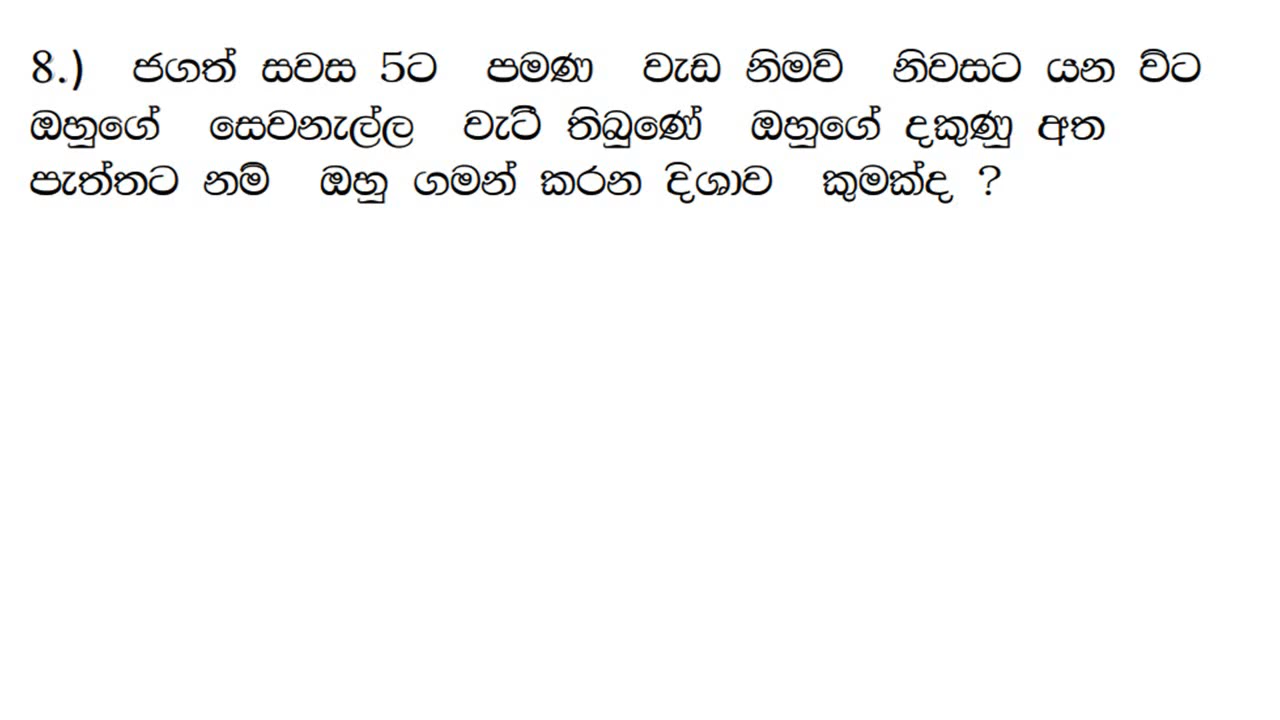 8.) ජගත් සවස 5ට පමණ වැඩ නිමවී නිවසට යන විට
ඔහුගේ සෙවනැල්ල වැටී තිබුණේ ඔහුගේ දකුණු අත
පැත්තට නම් ඔහු ගමන් කරන දිශාව කුමක්ද ?